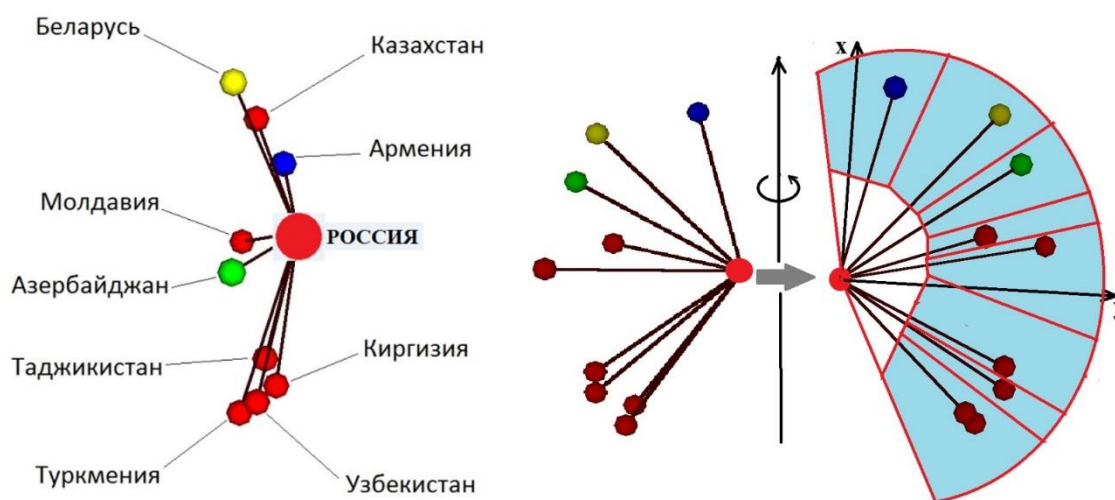 Беларусь
Казахстан
Армения
Молдавия
РОССИЯ
Азербайджан
Таджикистан
Киргизия
Туркмения
Узбекистан
X